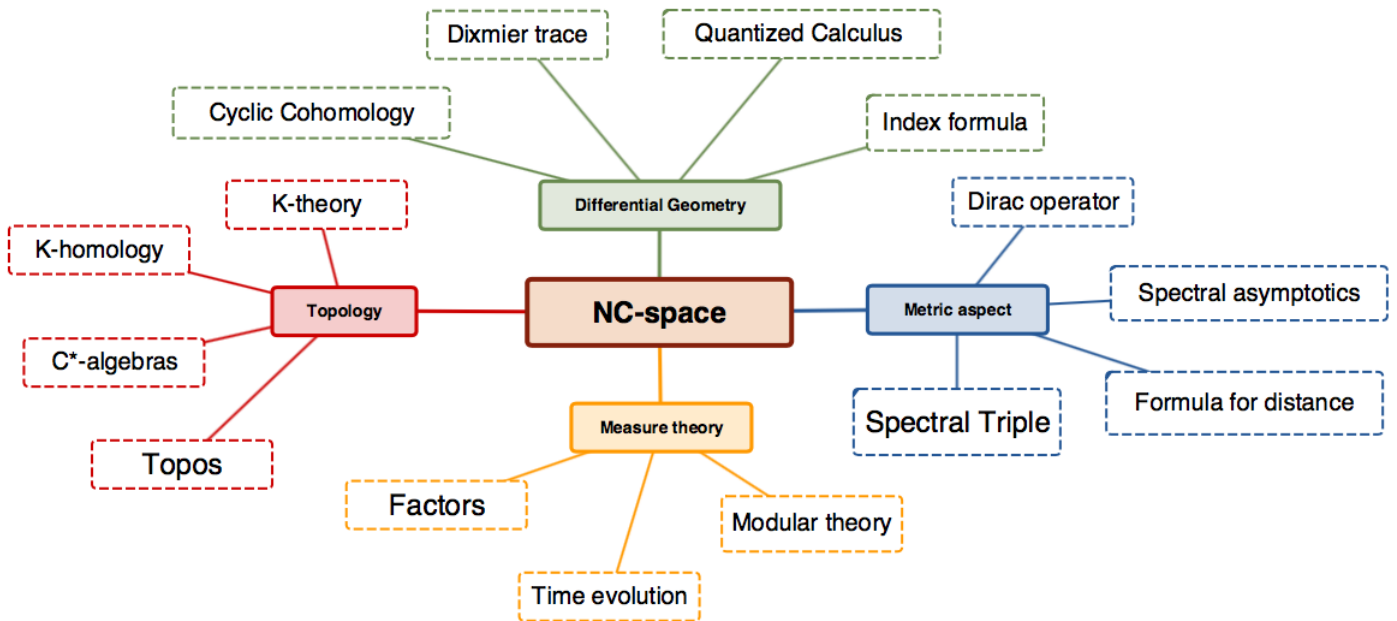 Dixmier trace
Quantized Calculus
Cyclic Cohomology
Index formula
K-theory
Differential Geometry
Dirac operator
K-homology
Topology
NC-space
Metric aspect
Spectral asymptotics
C*-algebras
Formula for distance
Measure theory
Spectral Triple
Topos
Factors
Modular theory
Time evolution